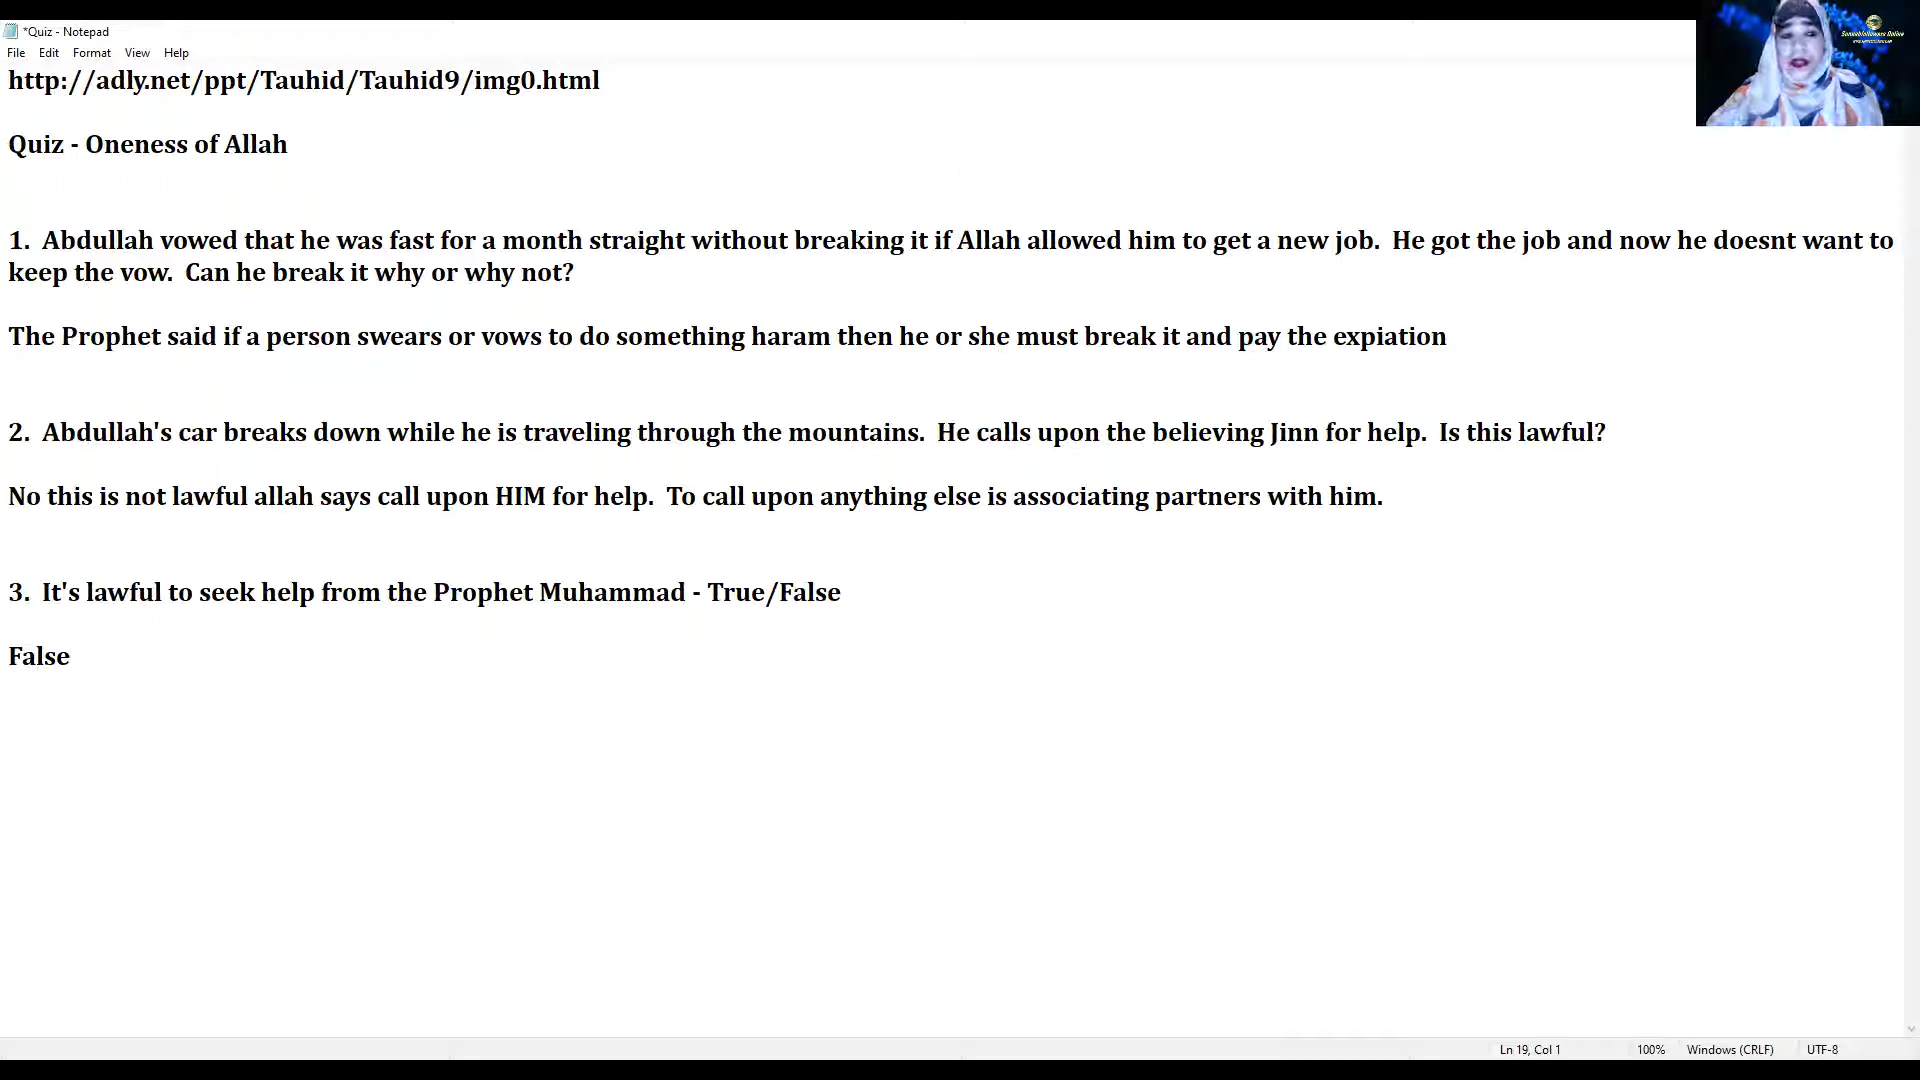 *Quiz - Notepad
File Edit Format View Help
http://adly.net/ppt/Tauhid/Tauhid9/img0.html
Quiz - Oneness of Allah
1.  Abdullah vowed that he was fast for a month straight without breaking it if Allah allowed him to get a new job.  He got the job and now he doesnt want to
keep the vow.  Can he break it why or why not?
The Prophet said if a person swears or vows to do something haram then he or she must break it and pay the expiation
2.  Abdullah's car breaks down while he is traveling through the mountains.  He calls upon the believing Jinn for help.  Is this lawful?
No this is not lawful allah says call upon HIM for help.  To call upon anything else is associating partners with him.
3.  It's lawful to seek help from the Prophet Muhammad - True/False
False
Ln 19, Col 1 100% Windows (CRLF) UTF-8